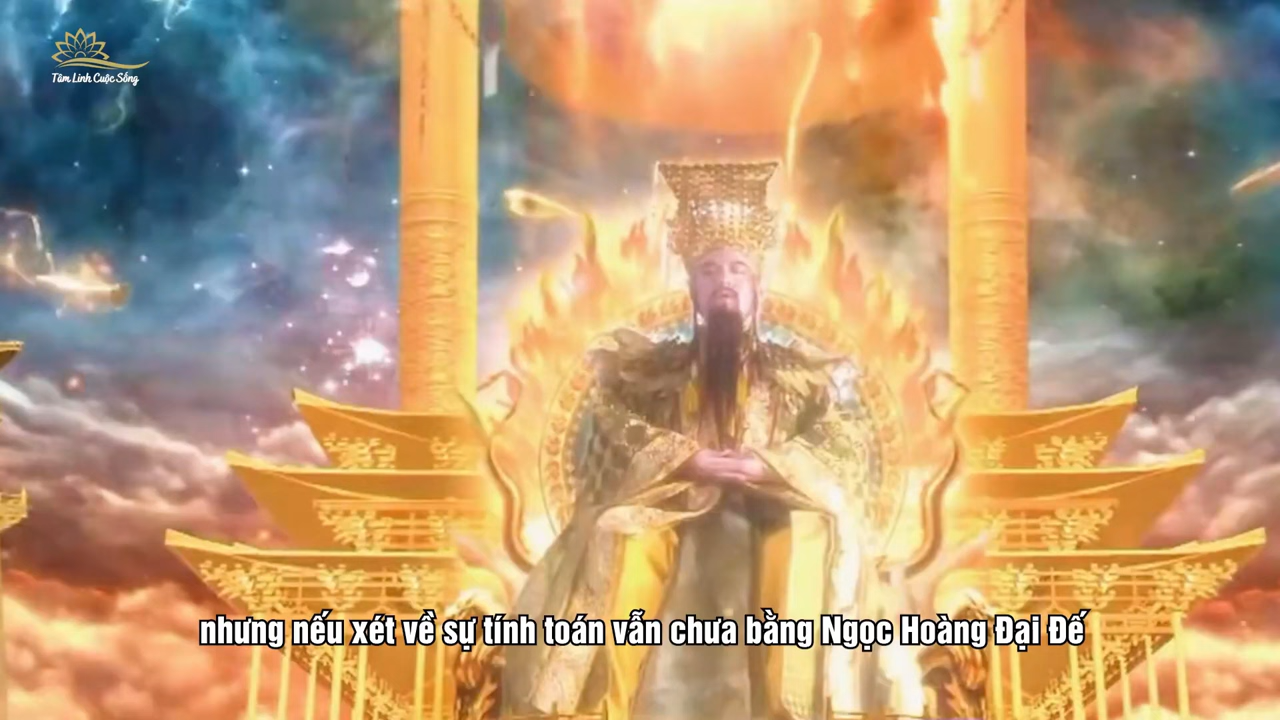 Tâm Linh Cuộc Sống
nhưng nếu xét về sự tính toán vẫn chưa bằng Ngọc Hoàng Đại Đế